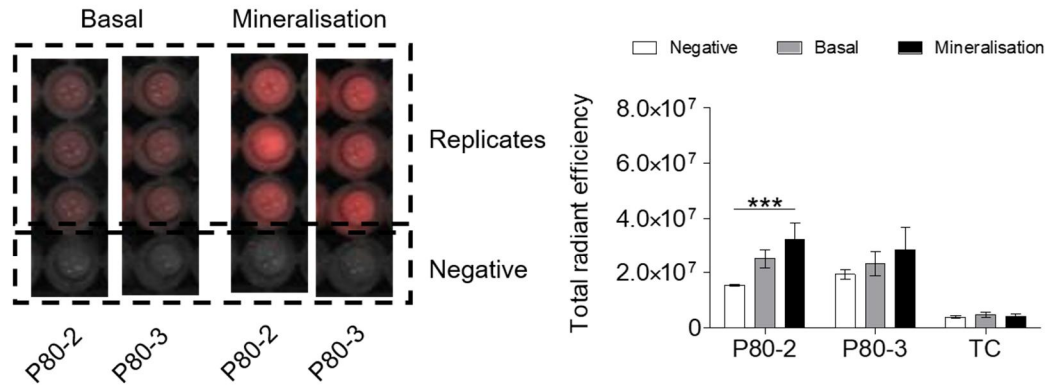 Basal Mineralisation
Replicates
Negative
P80-2 P80-3 P80-2 P80-3
Negative Basal Mineralisation
Total radiant efficiency
8.0×10⁷
6.0×10⁷
4.0×10⁷
2.0×10⁷
0
***
P80-2 P80-3 TC